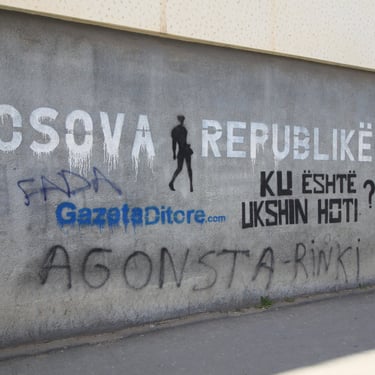 OSOVA REPUBLIKË
KU ËSHTË
UKSHIN HOTI ?
FADA
GazetaDitore.com
AGONSTA-RiNKi